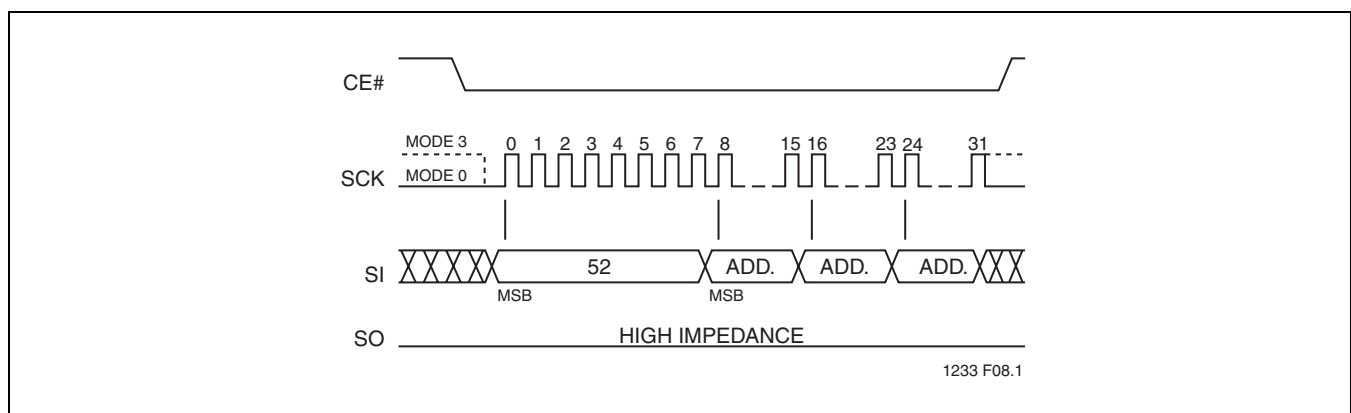 CE#
MODE 3
0 1 2 3 4 5 6 7 8 15 16 23 24 31
SCK MODE 0
SI 52 ADD. ADD. ADD.
MSB MSB
SO HIGH IMPEDANCE
1233 F08.1